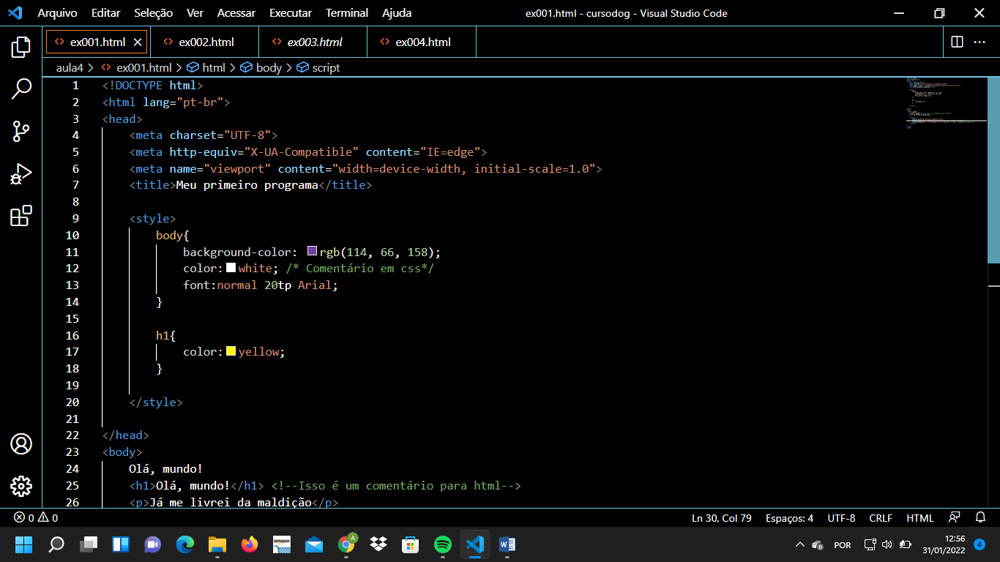 Arquivo Editar Seleção Ver Acessar Executar Terminal Ajuda ex001.html - cursodog - Visual Studio Code
ex001.html ex002.html ex003.html ex004.html
aula4 > ex001.html > html > body > script
1 <!DOCTYPE html>
2 <html lang="pt-br">
3 <head>
4 <meta charset="UTF-8">
5 <meta http-equiv="X-UA-Compatible" content="IE=edge">
6 <meta name="viewport" content="width=device-width, initial-scale=1.0">
7 <title>Meu primeiro programa</title>
8
9 <style>
10 body{
11 background-color: rgb(114, 66, 158);
12 color: white; /* Comentário em css*/
13 font:normal 20tp Arial;
14 }
15
16 h1{
17 color: yellow;
18 }
19
20 </style>
21
22 </head>
23 <body>
24 Olá, mundo!
25 <h1>Olá, mundo!</h1> <!--Isso é um comentário para html-->
26 <p>Já me livrei da maldição</p>
0 0 Ln 30, Col 79 Espaços: 4 UTF-8 CRLF HTML
amazon A POR 12:56 4
31/01/2022